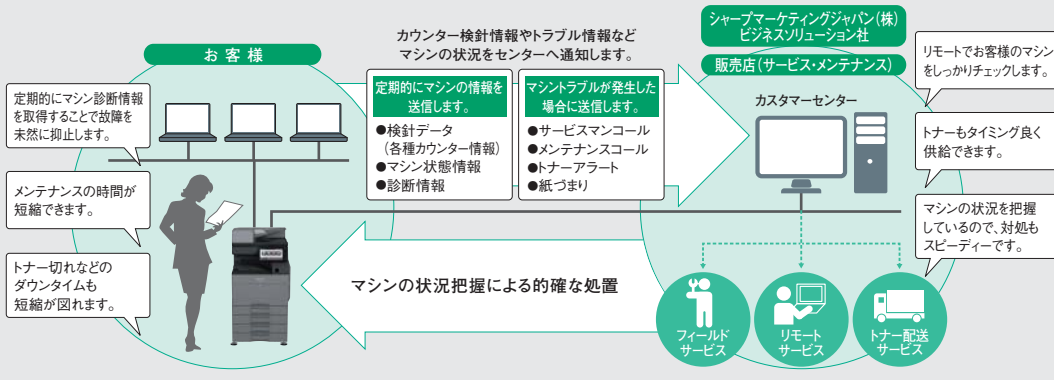 お客様
定期的にマシン診断情報
を取得することで故障を
未然に抑止します。
メンテナンスの時間が
短縮できます。
トナー切れなどの
ダウンタイムも
短縮が図れます。
カウンター検針情報やトラブル情報など
マシンの状況をセンターへ通知します。
定期的にマシンの情報を
送信します。
●検針データ
(各種カウンター情報)
●マシン状態情報
●診断情報
マシントラブルが発生した
場合に送信します。
●サービスマンコール
●メンテナンスコール
●トナーアラート
●紙づまり
マシンの状況把握による的確な処置
シャープマーケティングジャパン(株)
ビジネスソリューション社
販売店(サービス・メンテナンス)
カスタマーセンター
リモートでお客様のマシン
をしっかりチェックします。
トナーもタイミング良く
供給できます。
マシンの状況を把握
しているので、対処も
スピーディーです。
フィールド
サービス
リモート
サービス
トナー配送
サービス